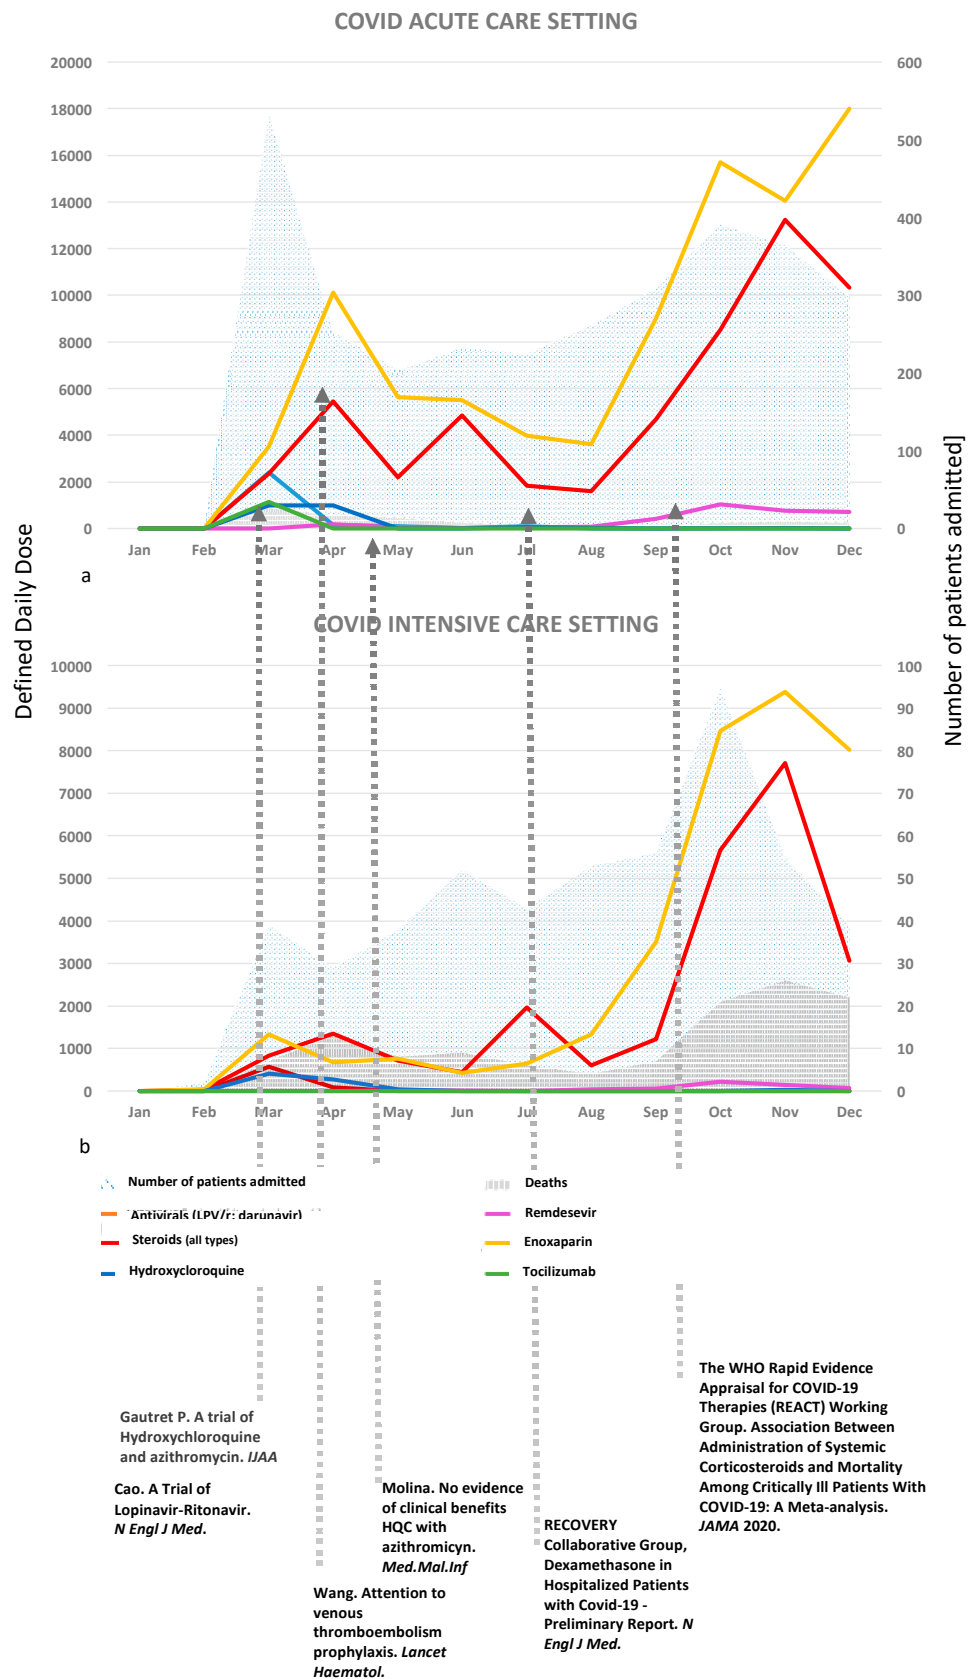 COVID ACUTE CARE SETTING
20000
18000
16000
14000
12000
10000
8000
6000
4000
2000
0
600
500
400
300
200
100
0
Jan Feb Mar Apr May Jun Jul Aug Sep Oct Nov Dec
a
Defined Daily Dose
Number of patients admitted]
COVID INTENSIVE CARE SETTING
10000
9000
8000
7000
6000
5000
4000
3000
2000
1000
0
100
90
80
70
60
50
40
30
20
10
0
Jan Feb Mar Apr May Jun Jul Aug Sep Oct Nov Dec
b
Number of patients admitted
Deaths
Antivirals (LPV/r; darunavir)
Remdesevir
Steroids (all types)
Enoxaparin
Hydroxycloroquine
Tocilizumab
Gautret P. A trial of
Hydroxychloroquine
and azithromycin. IJAA
Cao. A Trial of
Lopinavir-Ritonavir.
N Engl J Med.
Wang. Attention to
venous
thromboembolism
prophylaxis. Lancet
Haematol.
Molina. No evidence
of clinical benefits
HQC with
azithromicyn.
Med.Mal.Inf
RECOVERY
Collaborative Group,
Dexamethasone in
Hospitalized Patients
with Covid-19 -
Preliminary Report. N
Engl J Med.
The WHO Rapid Evidence
Appraisal for COVID-19
Therapies (REACT) Working
Group. Association Between
Administration of Systemic
Corticosteroids and Mortality
Among Critically Ill Patients With
COVID-19: A Meta-analysis.
JAMA 2020.